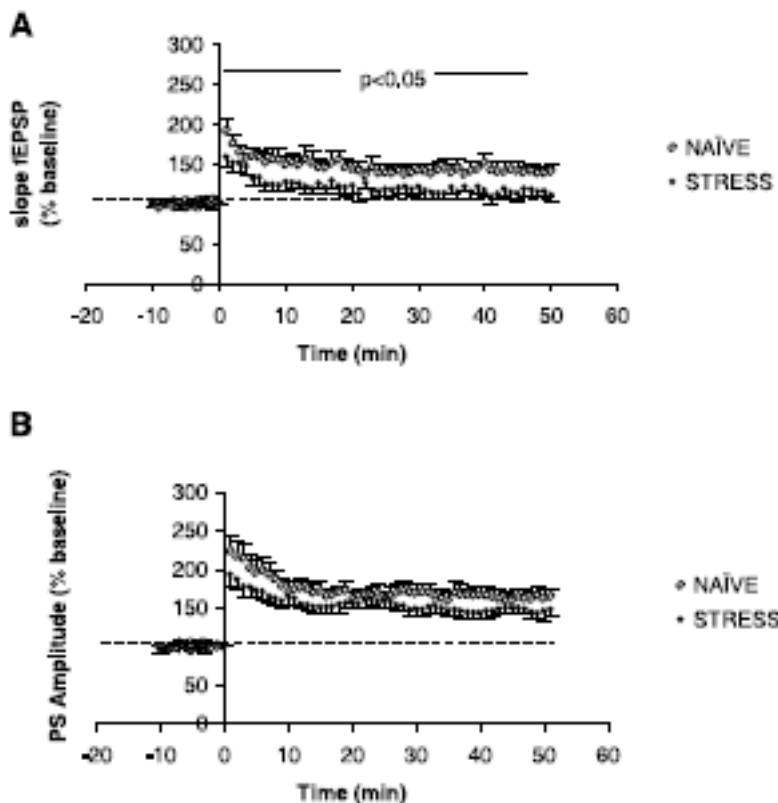 A
slope fEPSP
(% baseline)
300
250
200
150
100
50
0
p<0.05
NAÏVE
STRESS
-20 -10 0 10 20 30 40 50 60
Time (min)
B
PS Amplitude (% baseline)
300
250
200
150
100
50
0
NAÏVE
STRESS
-20 -10 0 10 20 30 40 50 60
Time (min)